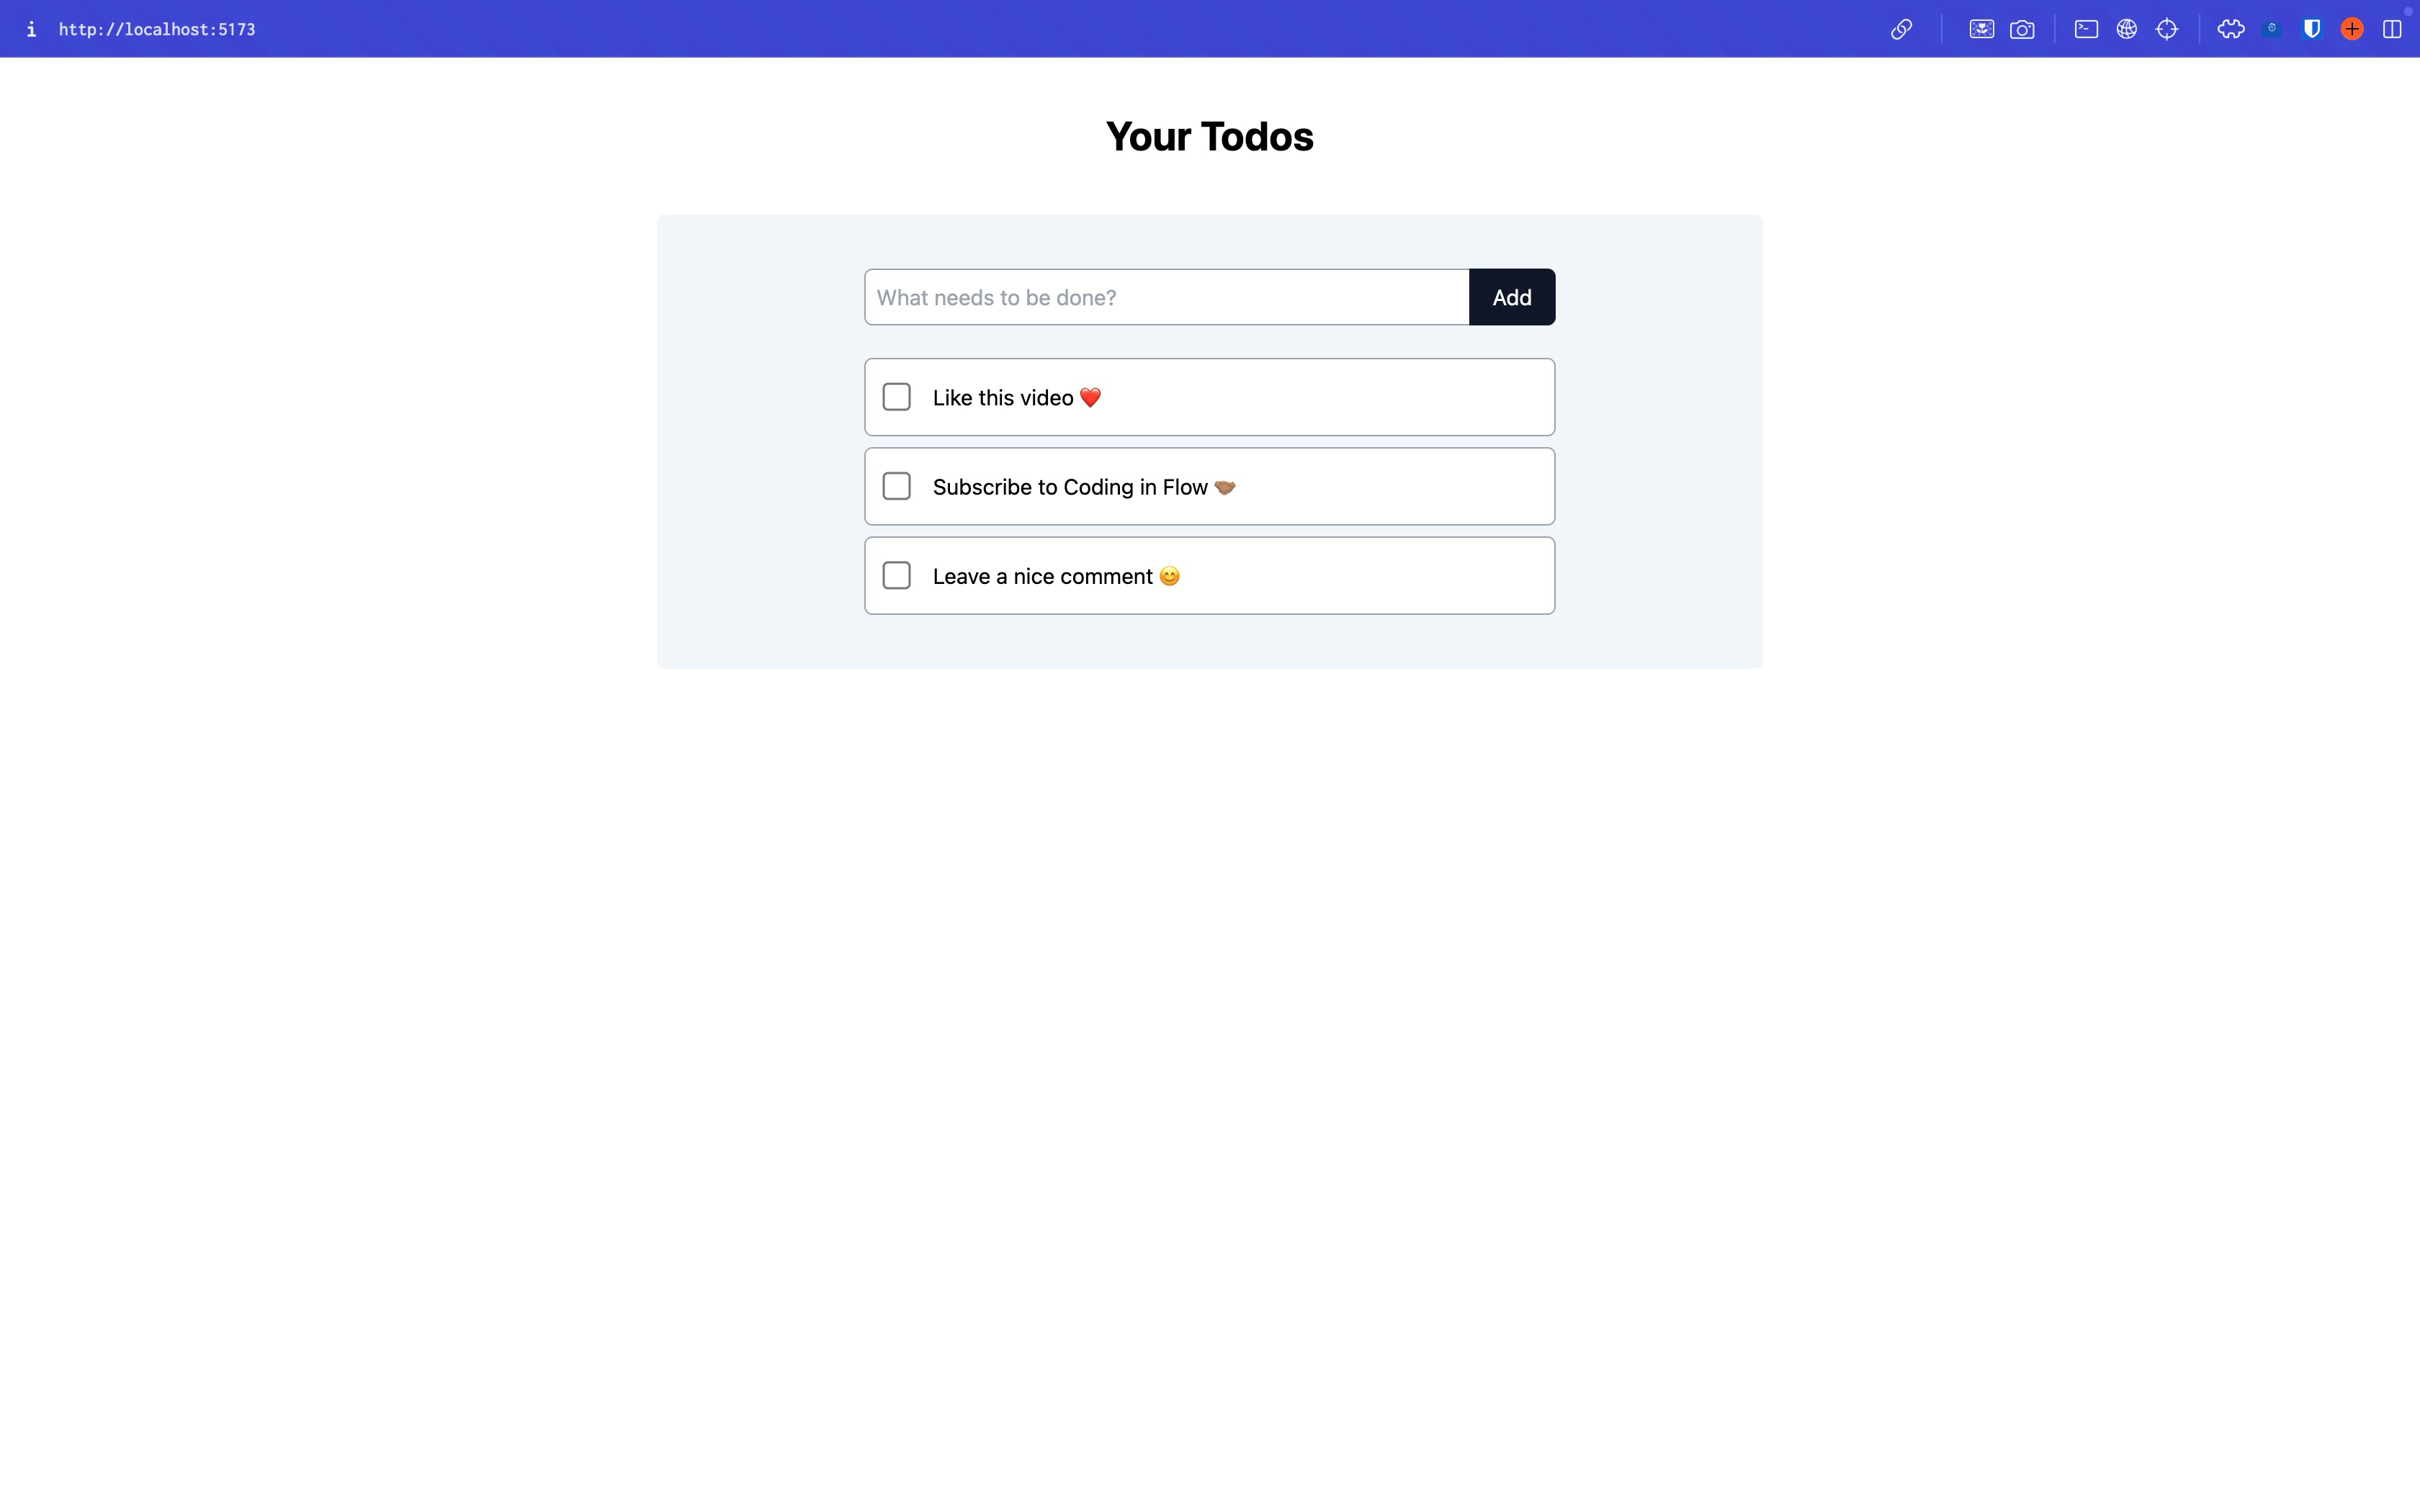 http://localhost:5173
Your Todos
What needs to be done?
Add
Like this video ❤️
Subscribe to Coding in Flow 🤝🏽
Leave a nice comment 😊